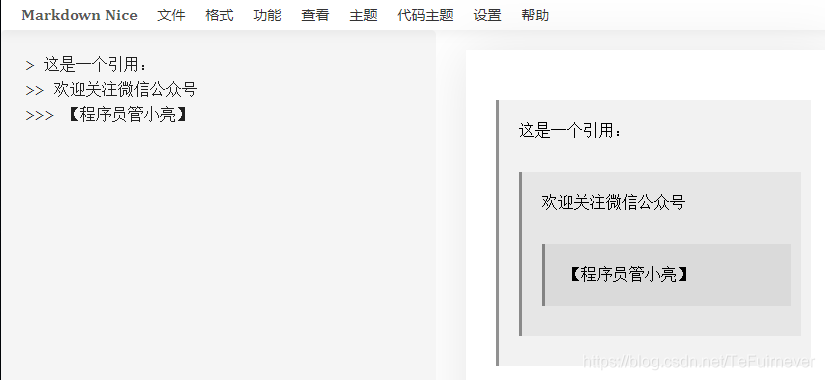 Markdown Nice 文件 格式 功能 查看 主题 代码主题 设置 帮助
> 这是一个引用：
>> 欢迎关注微信公众号
>>> 【程序员管小亮】
这是一个引用：
欢迎关注微信公众号
【程序员管小亮】
https://blog.csdn.net/TeFuirnever